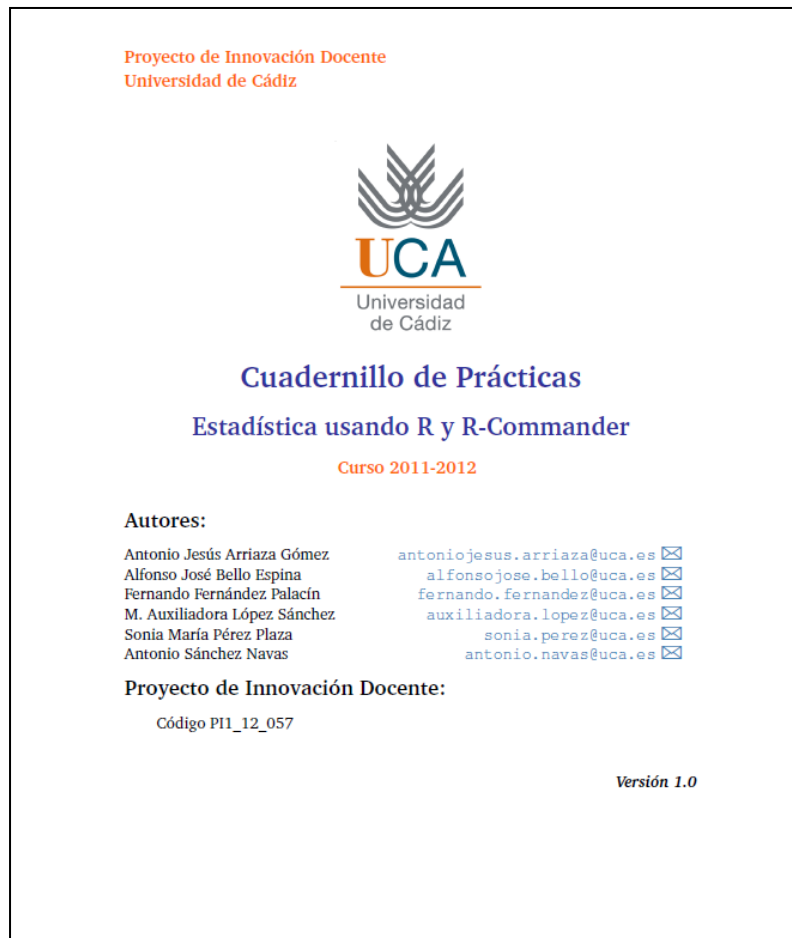 Proyecto de Innovación Docente
Universidad de Cádiz
UCA
Universidad
de Cádiz
Cuadernillo de Prácticas
Estadística usando R y R-Commander
Curso 2011-2012
Autores:
Antonio Jesús Arriaza Gómez antoniojesus.arriaza@uca.es
Alfonso José Bello Espina alfonsojose.bello@uca.es
Fernando Fernández Palacín fernando.fernandez@uca.es
M. Auxiliadora López Sánchez auxiliadora.lopez@uca.es
Sonia María Pérez Plaza sonia.perez@uca.es
Antonio Sánchez Navas antonio.navas@uca.es
Proyecto de Innovación Docente:
Código PI1_12_057
Versión 1.0